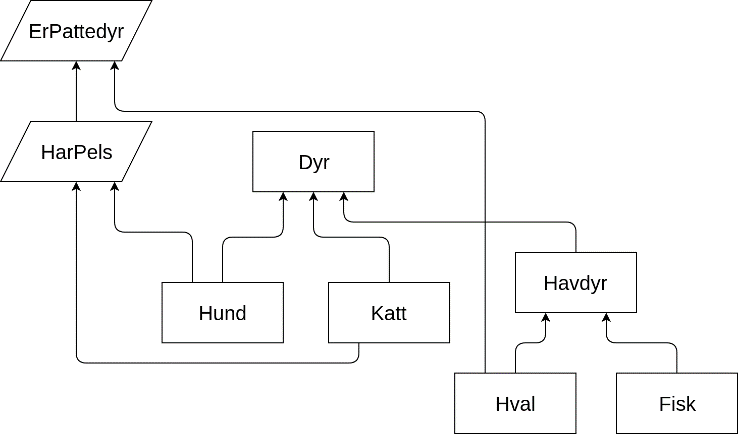 ErPattedyr
HarPels
Dyr
Havdyr
Hund
Katt
Hval
Fisk